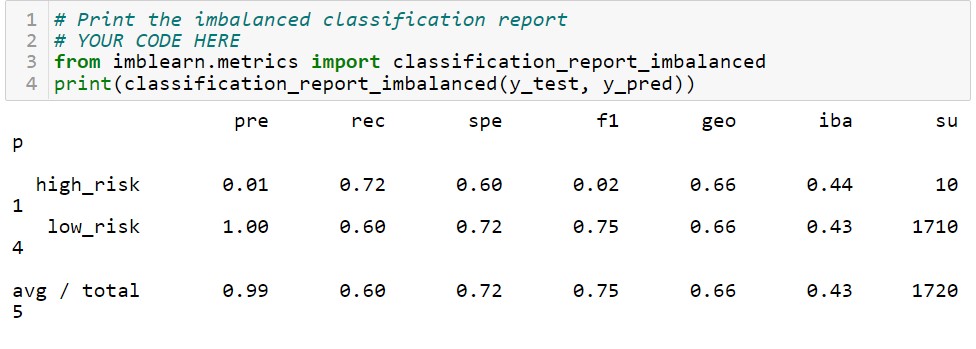 1 # Print the imbalanced classification report
2 # YOUR CODE HERE
3 from imblearn.metrics import classification_report_imbalanced
4 print(classification_report_imbalanced(y_test, y_pred))
pre rec spe f1 geo iba su
p
high_risk 0.01 0.72 0.60 0.02 0.66 0.44 10
1
low_risk 1.00 0.60 0.72 0.75 0.66 0.43 1710
4
avg / total 0.99 0.60 0.72 0.75 0.66 0.43 1720
5